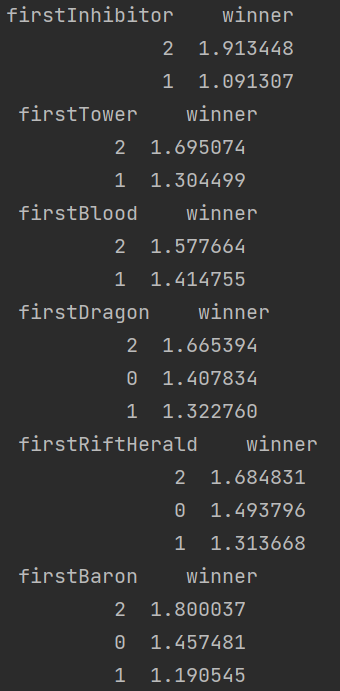 firstInhibitor winner
2 1.913448
1 1.091307
firstTower winner
2 1.695074
1 1.304499
firstBlood winner
2 1.577664
1 1.414755
firstDragon winner
2 1.665394
0 1.407834
1 1.322760
firstRiftHerald winner
2 1.684831
0 1.493796
1 1.313668
firstBaron winner
2 1.800037
0 1.457481
1 1.190545